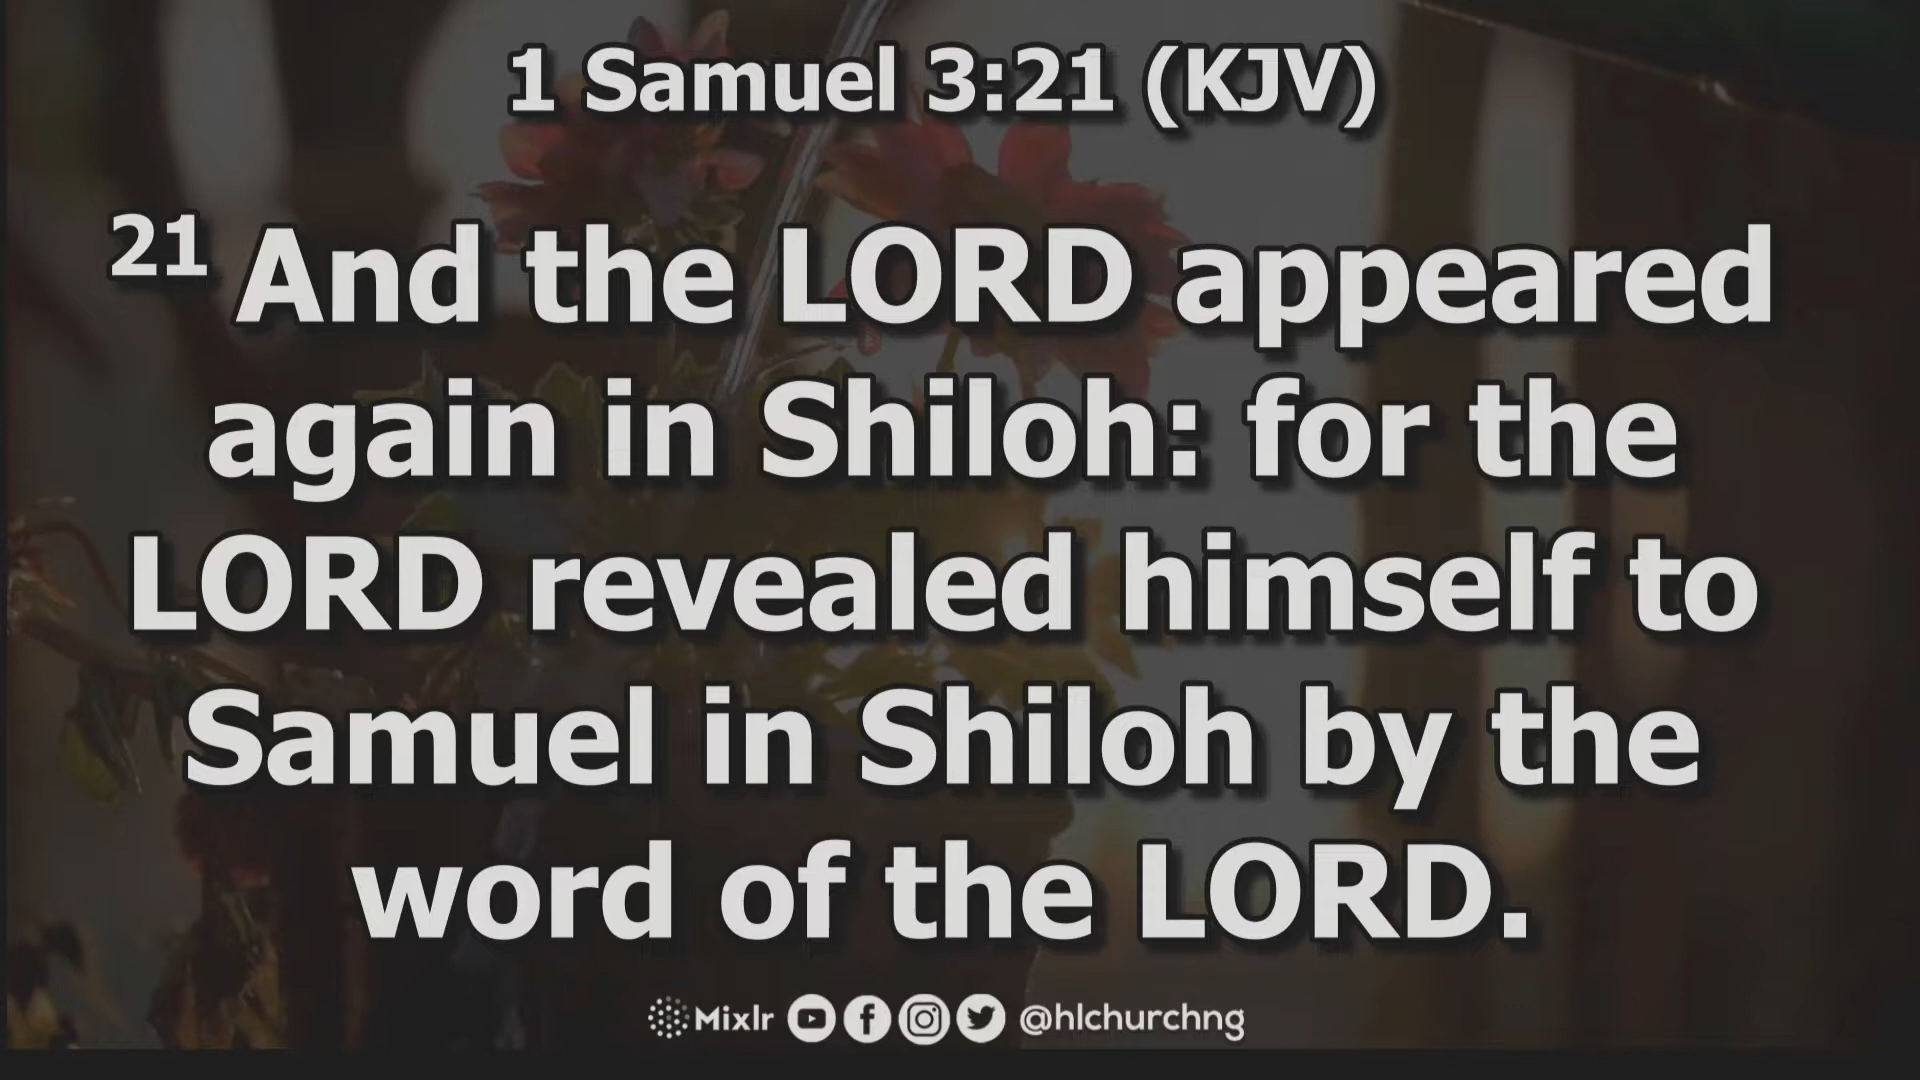 1 Samuel 3:21 (KJV)
21 And the LORD appeared
again in Shiloh: for the
LORD revealed himself to
Samuel in Shiloh by the
word of the LORD.
Mixlr @hlchurchng